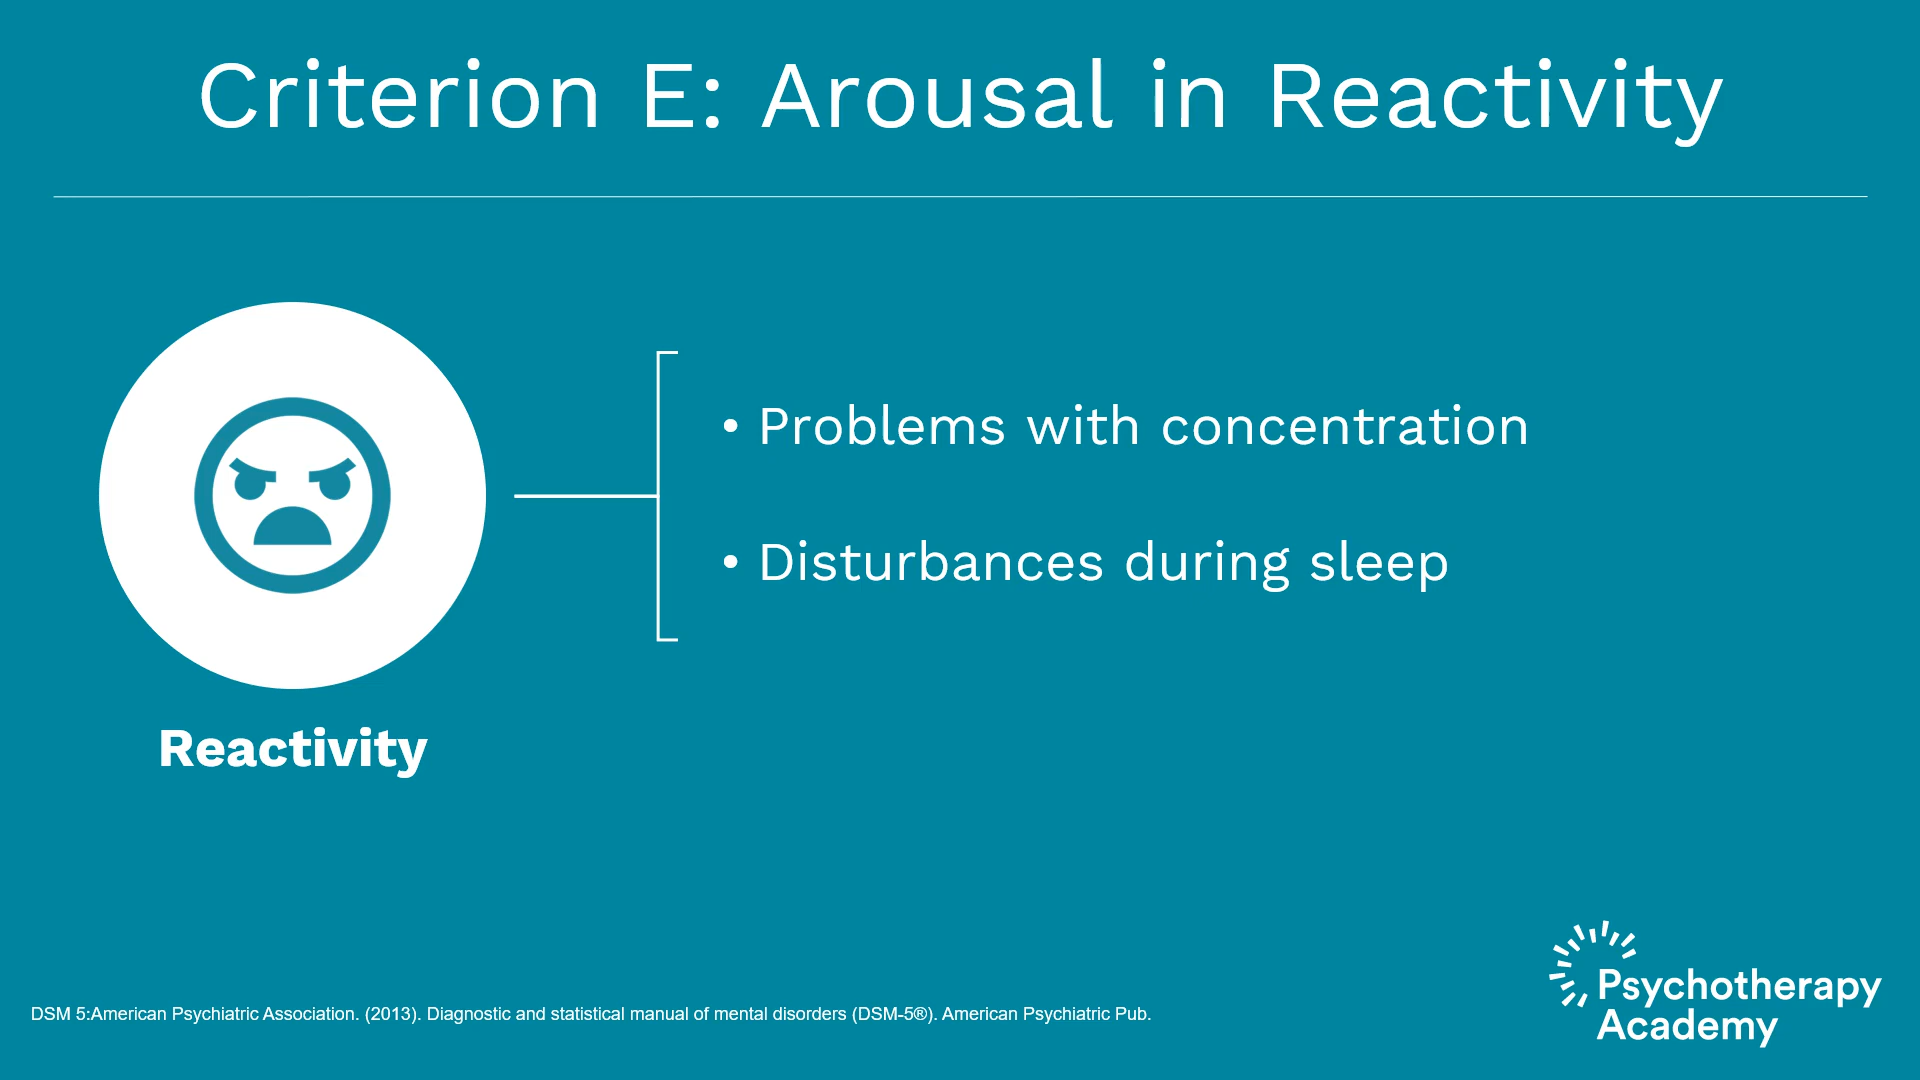 Criterion E: Arousal in Reactivity
• Problems with concentration
• Disturbances during sleep
Reactivity
DSM 5:American Psychiatric Association. (2013). Diagnostic and statistical manual of mental disorders (DSM-5®). American Psychiatric Pub.
Psychotherapy
Academy